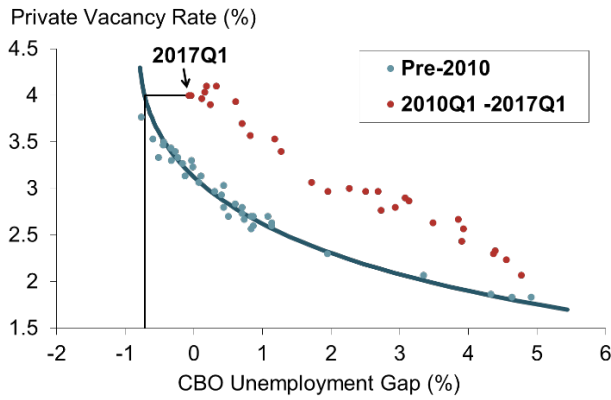 Private Vacancy Rate (%)
4.5
4
3.5
3
2.5
2
1.5
2017Q1
Pre-2010
2010Q1 -2017Q1
-2 -1 0 1 2 3 4 5 6
CBO Unemployment Gap (%)